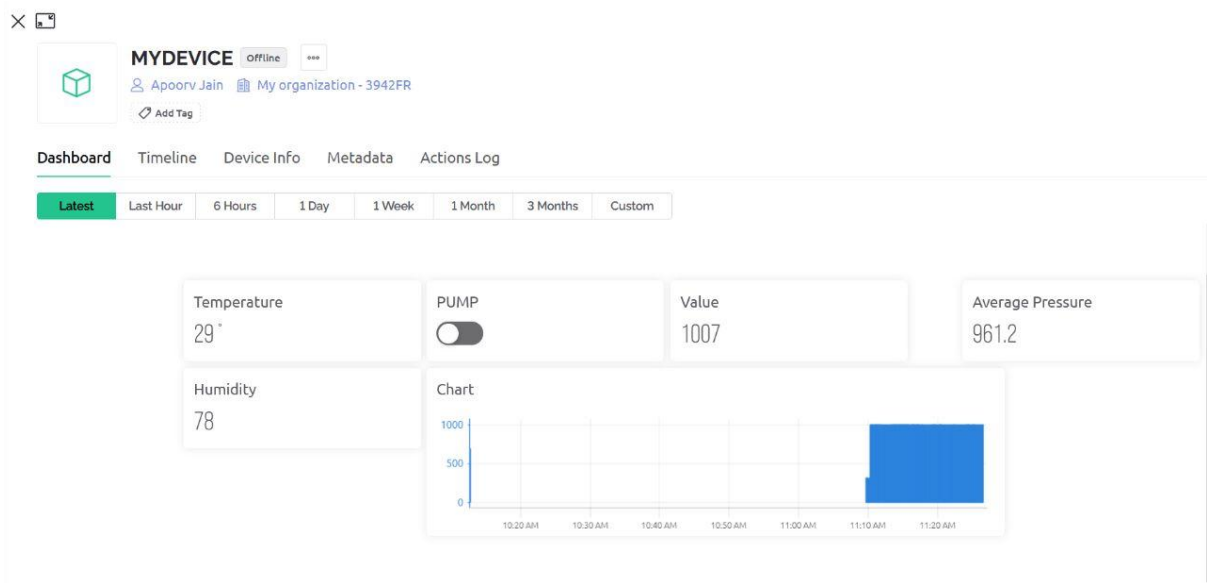 MYDEVICE Offline
Apoorv Jain My organization - 3942FR
Add Tag
Dashboard Timeline Device Info Metadata Actions Log
Latest Last Hour 6 Hours 1 Day 1 Week 1 Month 3 Months Custom
Temperature
29°
PUMP
Value
1007
Average Pressure
961.2
Humidity
78
Chart
1000
500
0
10:20 AM 10:30 AM 10:40 AM 10:50 AM 11:00 AM 11:10 AM 11:20 AM